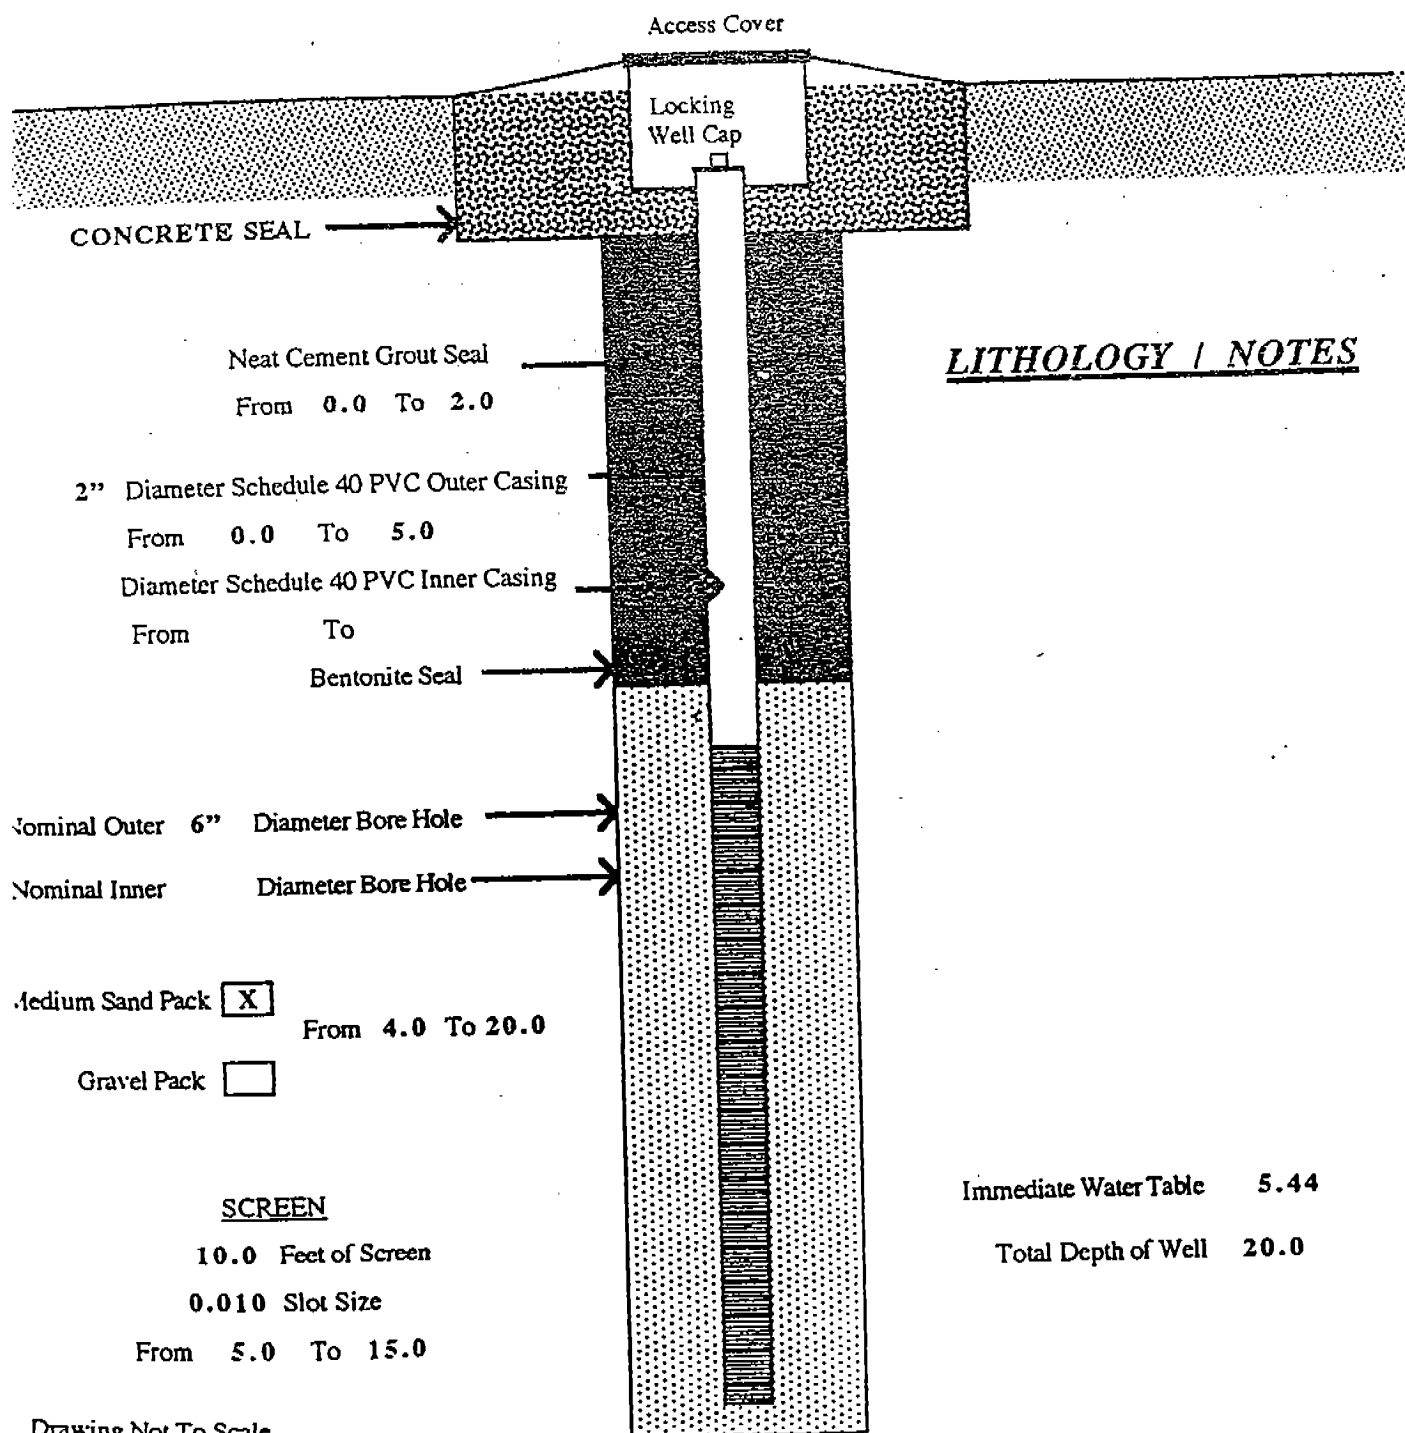 Access Cover
Locking
Well Cap
CONCRETE SEAL
Neat Cement Grout Seal
From 0.0 To 2.0
LITHOLOGY / NOTES
2” Diameter Schedule 40 PVC Outer Casing
From 0.0 To 5.0
Diameter Schedule 40 PVC Inner Casing
From To
Bentonite Seal
Nominal Outer 6” Diameter Bore Hole
Nominal Inner Diameter Bore Hole
Medium Sand Pack X
From 4.0 To 20.0
Gravel Pack
SCREEN
10.0 Feet of Screen
0.010 Slot Size
From 5.0 To 15.0
Immediate Water Table 5.44
Total Depth of Well 20.0
Drawing Not To Scale